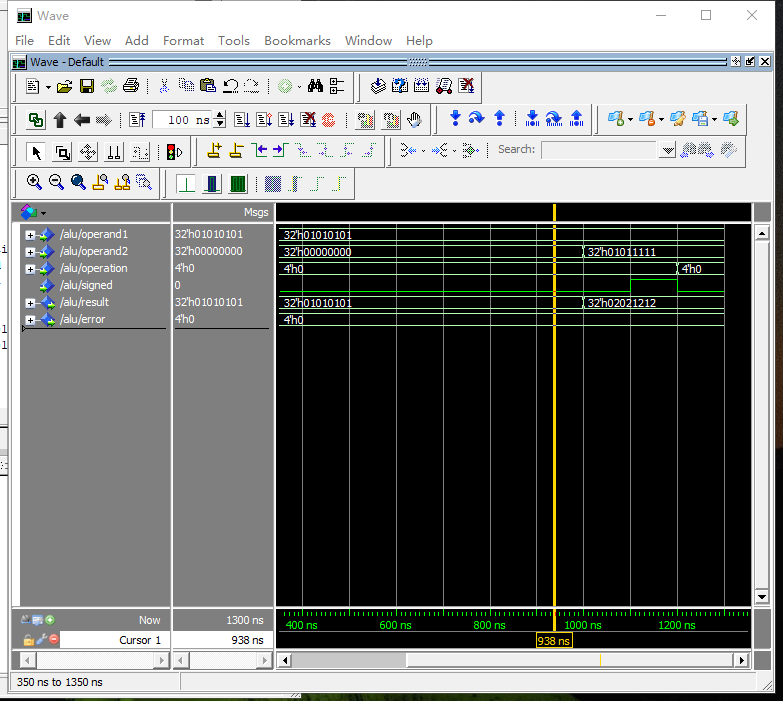 Wave
File Edit View Add Format Tools Bookmarks Window Help
Wave - Default
100 ns
Search:
Msgs
/alu/operand1 32'h01010101 32'h01010101
/alu/operand2 32'h00000000 32'h00000000 32'h01011111
/alu/operation 4'h0 4'h0 4'h0
/alu/signed 0
/alu/result 32'h01010101 32'h01010101 32'h02021212
/alu/error 4'h0 4'h0
Now 1300 ns 400 ns 600 ns 800 ns 1000 ns 1200 ns
Cursor 1 938 ns 938 ns
350 ns to 1350 ns